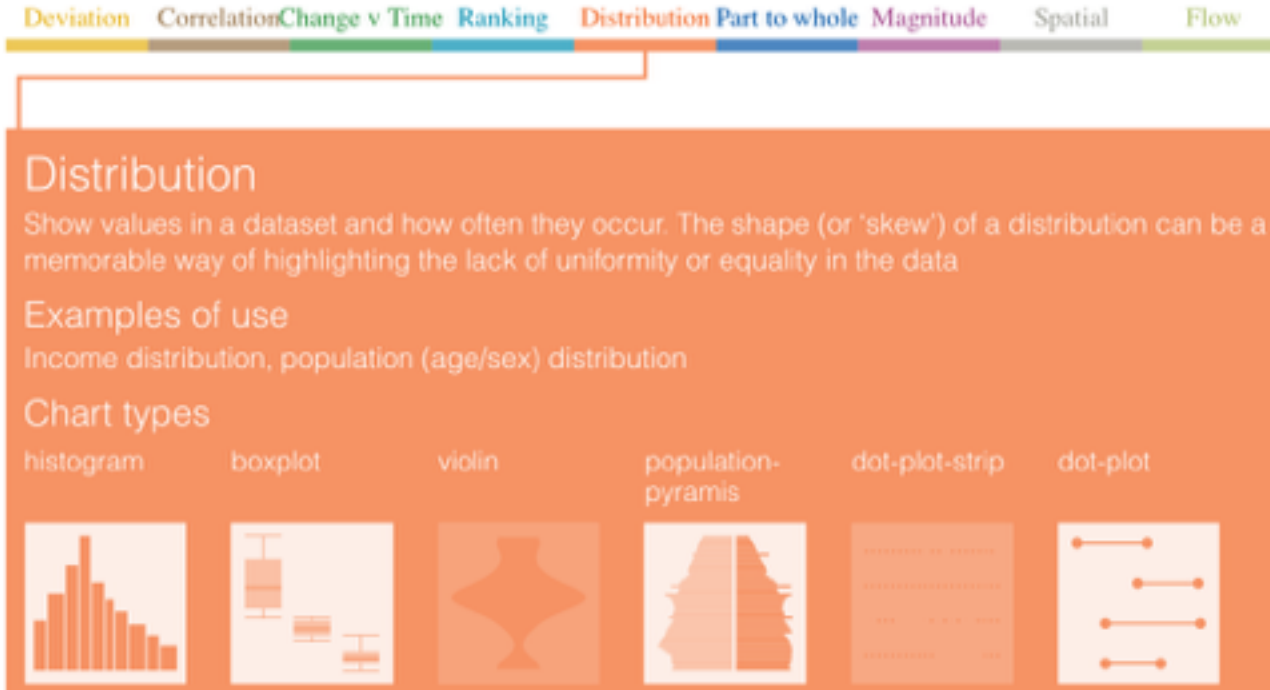 Deviation Correlation Change v Time Ranking Distribution Part to whole Magnitude Spatial Flow
Distribution
Show values in a dataset and how often they occur. The shape (or ‘skew’) of a distribution can be a
memorable way of highlighting the lack of uniformity or equality in the data
Examples of use
Income distribution, population (age/sex) distribution
Chart types
histogram boxplot violin population- dot-plot-strip dot-plot
pyramis